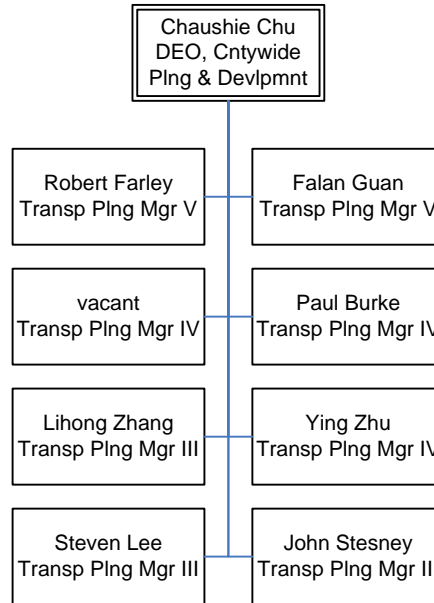 Chaushie Chu
DEO, Cntywide
Plng & Devlpmnt
Robert Farley
Transp Plng Mgr V
Falan Guan
Transp Plng Mgr V
vacant
Transp Plng Mgr IV
Paul Burke
Transp Plng Mgr IV
Lihong Zhang
Transp Plng Mgr III
Ying Zhu
Transp Plng Mgr IV
Steven Lee
Transp Plng Mgr III
John Stesney
Transp Plng Mgr II